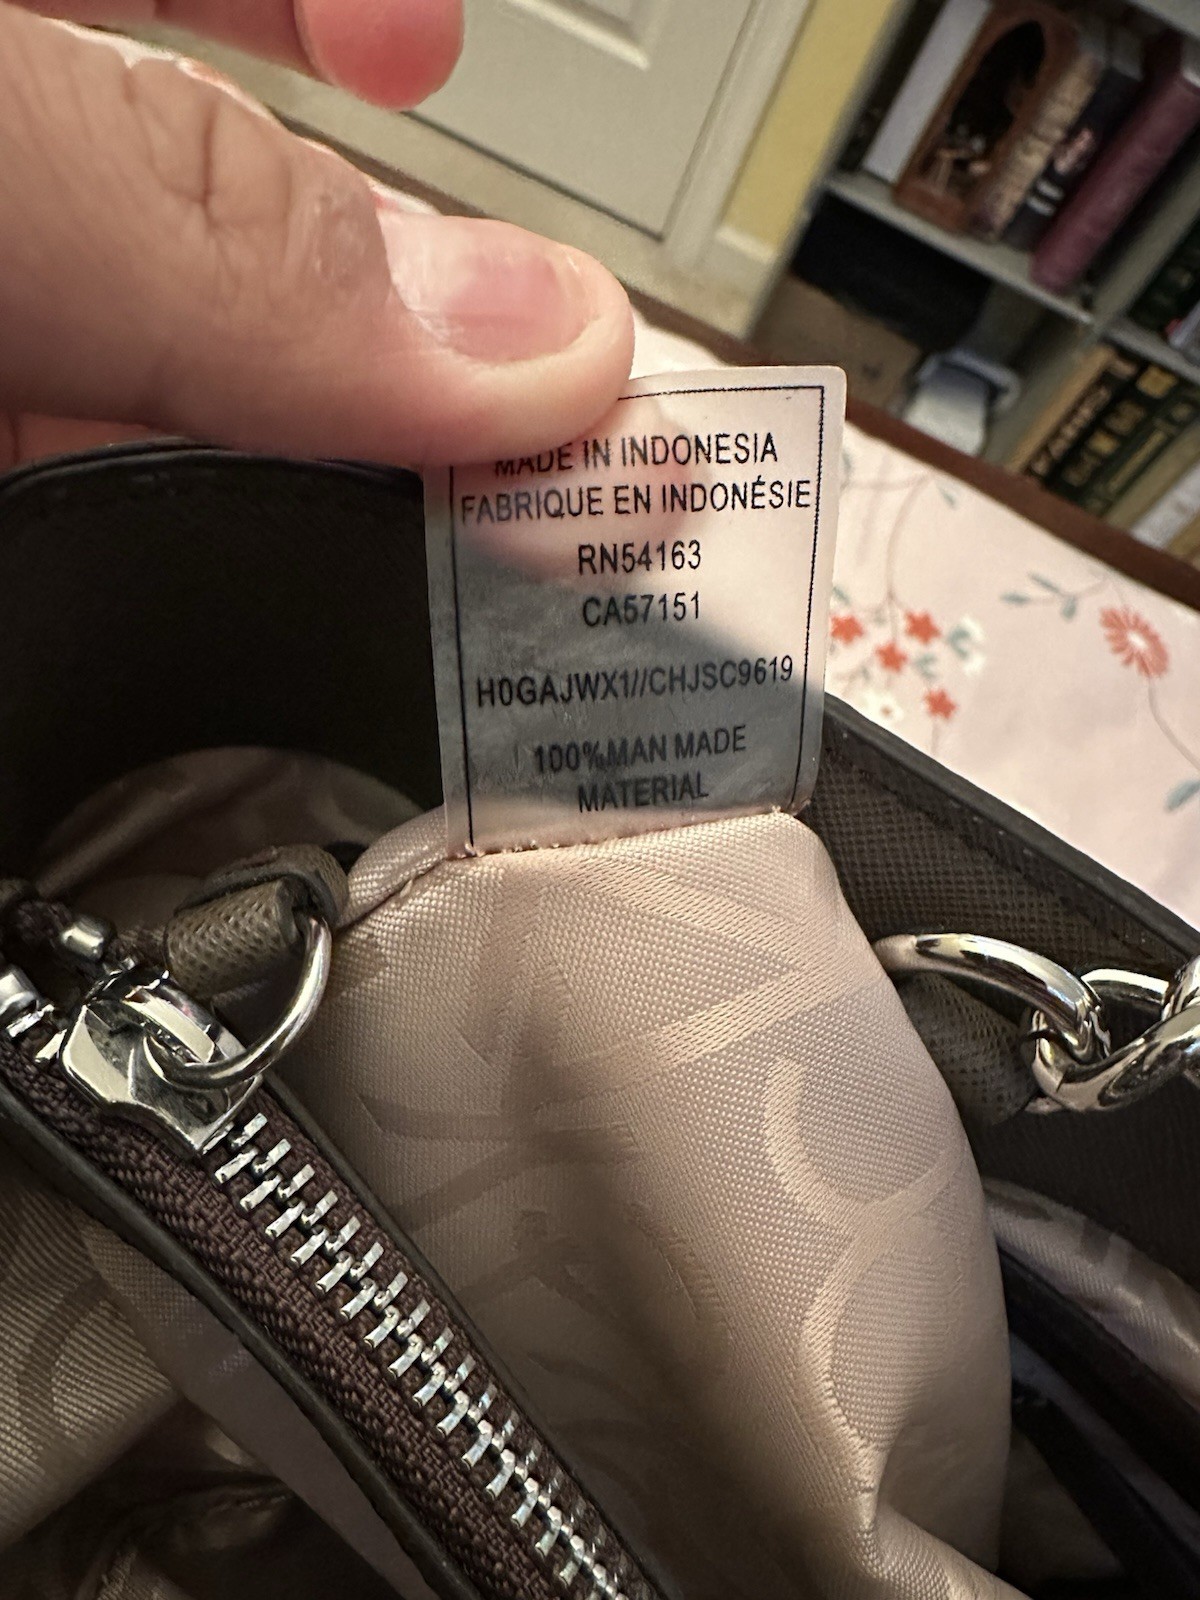 MADE IN INDONESIA
FABRIQUE EN INDONÉSIE
RN54163
CA57151
H0GAJWX1//CHJSC9619
100%MAN MADE
MATERIAL